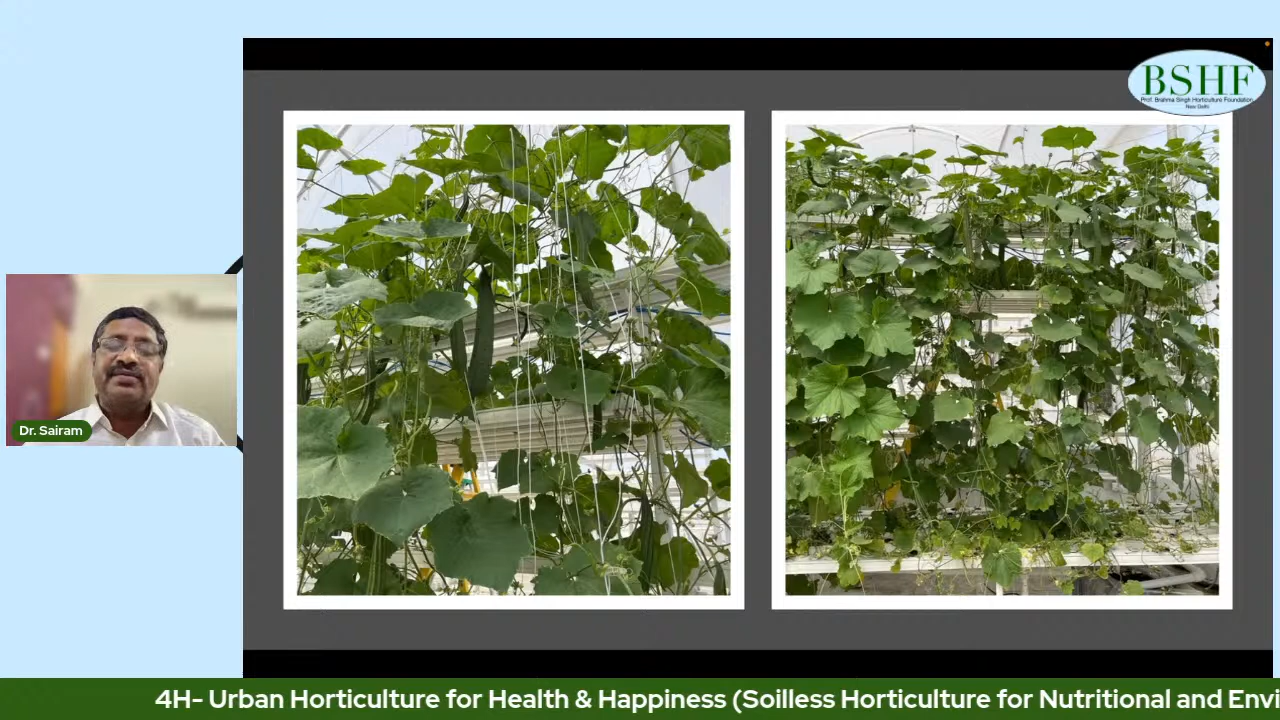 BSHF
Prof. Brahma Singh Horticulture Foundation
New Delhi
Dr. Sairam
4H- Urban Horticulture for Health & Happiness (Soilless Horticulture for Nutritional and Envi